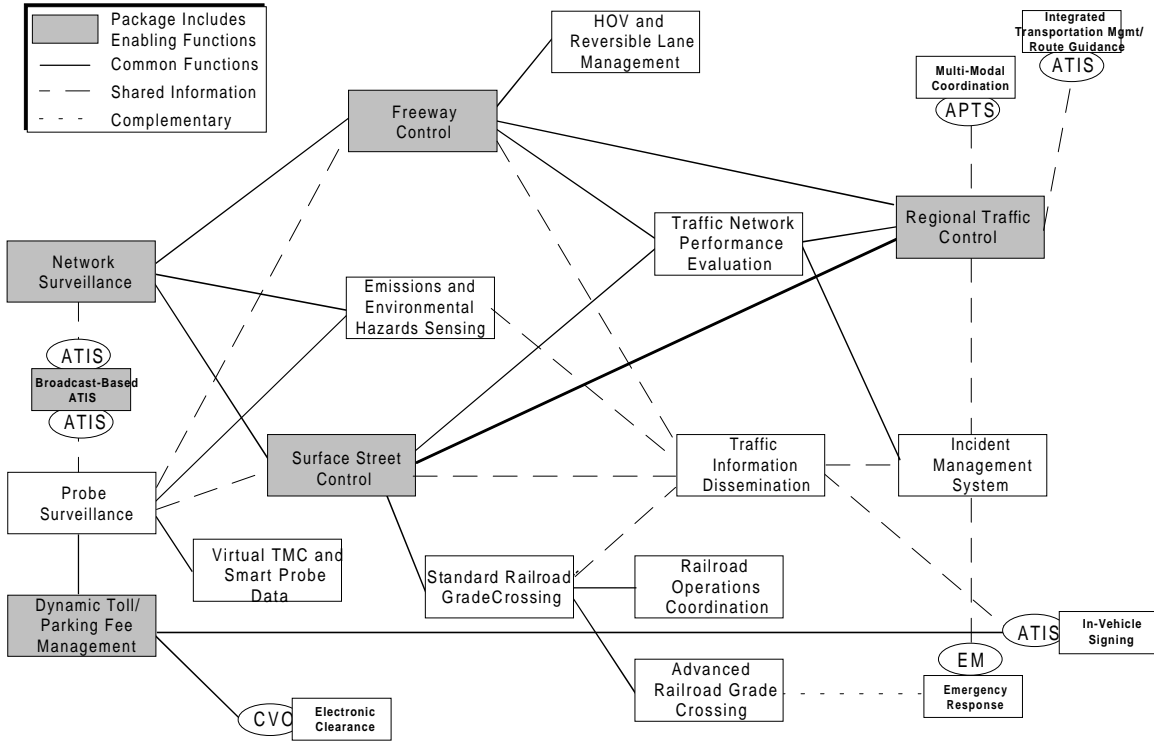 Package Includes
Enabling Functions
Common Functions
Shared Information
Complementary
HOV and
Reversible Lane
Management
Integrated
Transportation Mgmt/
Route Guidance
ATIS
Multi-Modal
Coordination
APTS
Freeway
Control
Regional Traffic
Control
Traffic Network
Performance
Evaluation
Network
Surveillance
Emissions and
Environmental
Hazards Sensing
ATIS
Broadcast-Based
ATIS
ATIS
Surface Street
Control
Traffic
Information
Dissemination
Incident
Management
System
Probe
Surveillance
Virtual TMC and
Smart Probe
Data
Standard Railroad
GradeCrossing
Railroad
Operations
Coordination
Dynamic Toll/
Parking Fee
Management
ATIS
In-Vehicle
Signing
EM
Emergency
Response
Advanced
Railroad Grade
Crossing
CVO
Electronic
Clearance